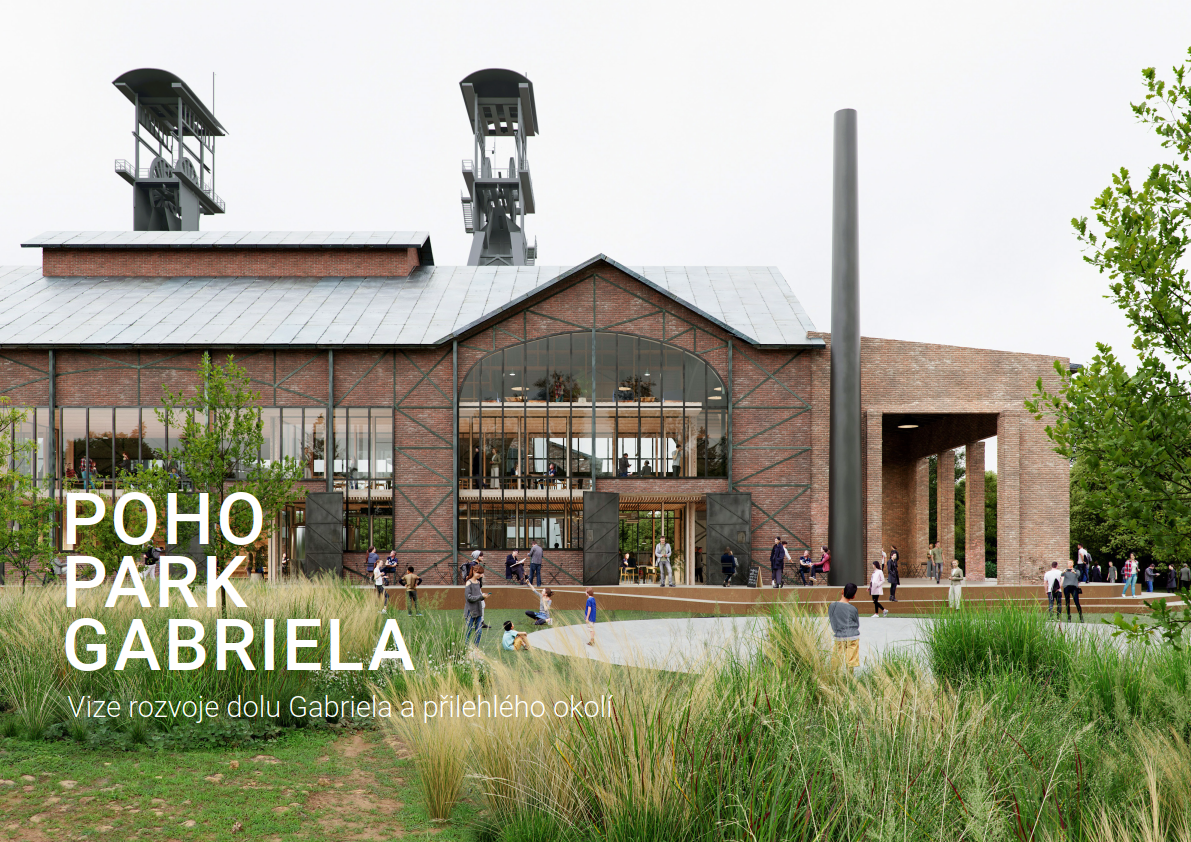 POHO
PARK
GABRIELA
Vize rozvoje dolu Gabriela a přilehlého okolí